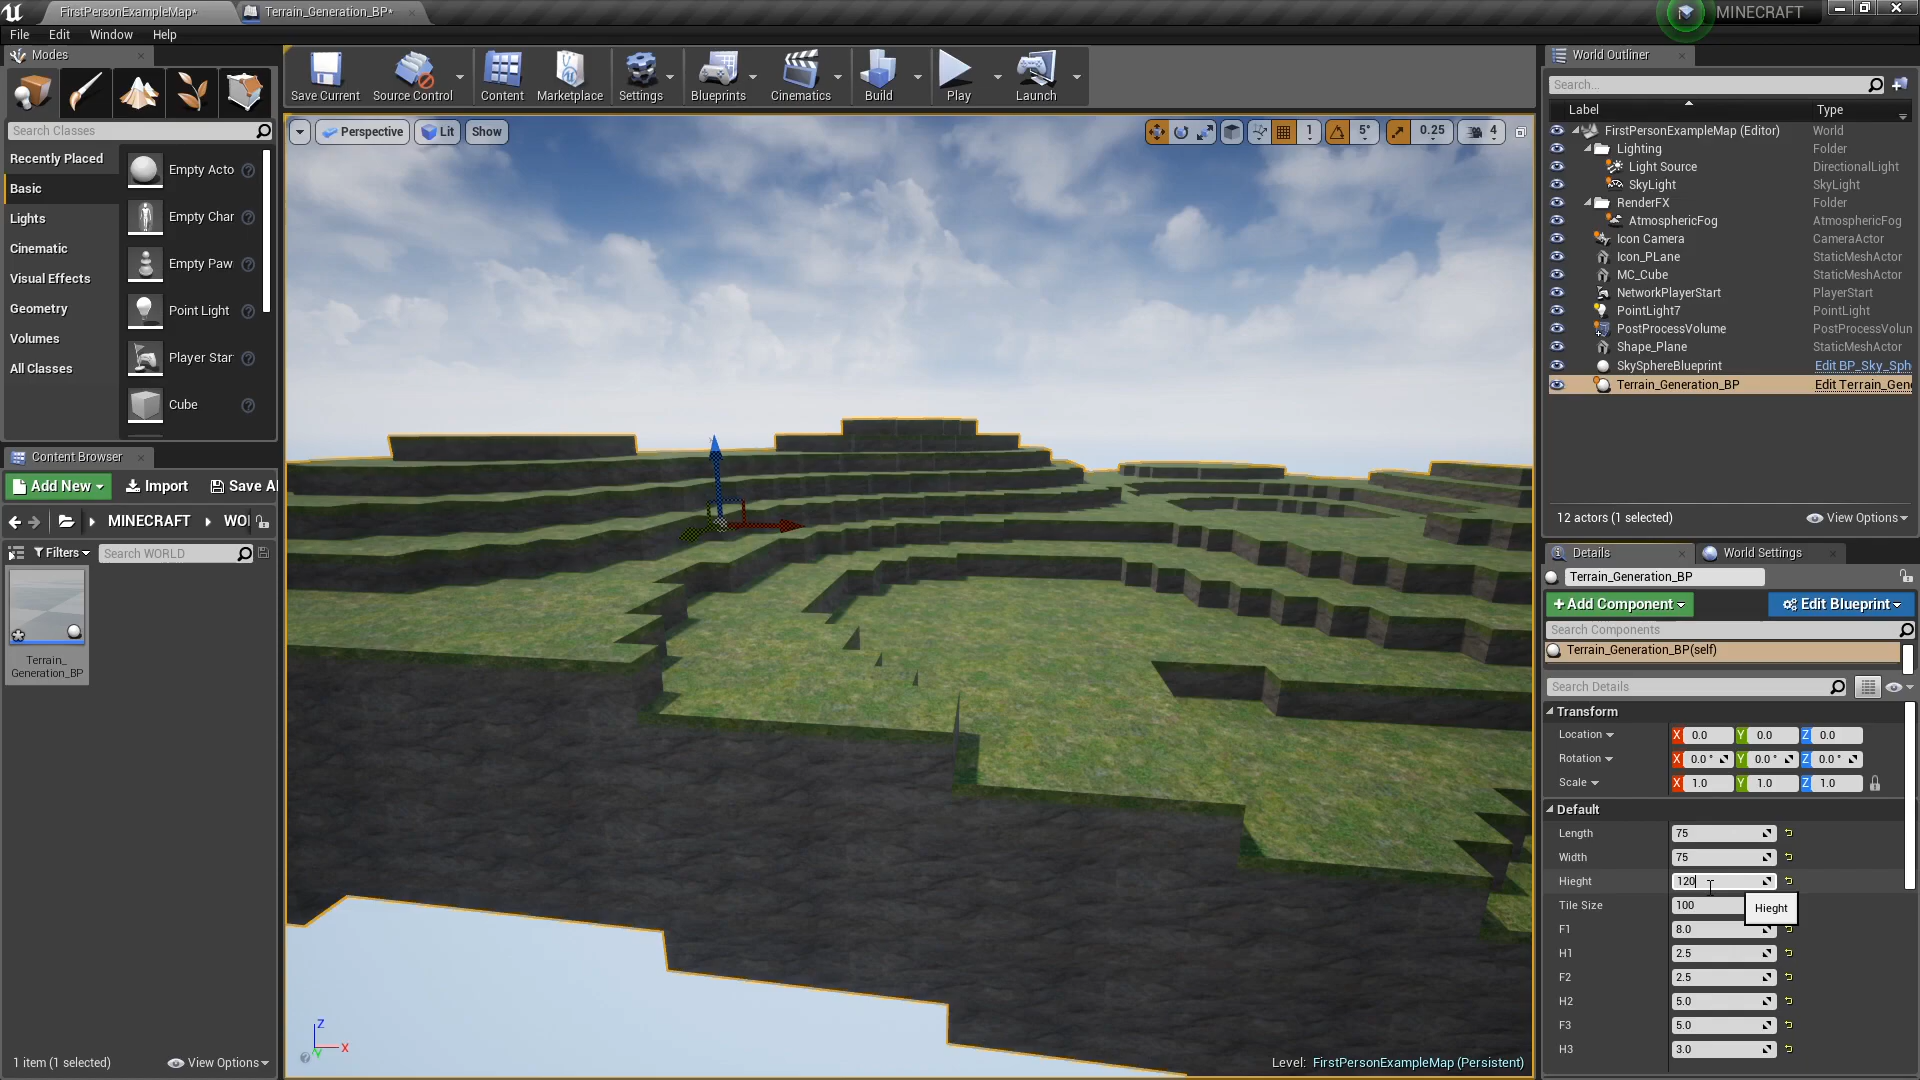 FirstPersonExampleMap*
Terrain_Generation_BP*
MINECRAFT
File Edit Window Help
Modes
Search Classes
Recently Placed
Basic
Lights
Cinematic
Visual Effects
Geometry
Volumes
All Classes
Empty Acto
Empty Char
Empty Paw
Point Light
Player Star
Cube
Content Browser
Add New Import Save Al
MINECRAFT WO
Filters Search WORLD
Terrain_
Generation_BP
1 item (1 selected) View Options
Save Current Source Control Content Marketplace Settings Blueprints Cinematics Build Play Launch
Perspective Lit Show
1 5° 0.25 4
Z
X
Y
Level: FirstPersonExampleMap (Persistent)
World Outliner
Search...
Label Type
FirstPersonExampleMap (Editor) World
Lighting Folder
Light Source DirectionalLight
SkyLight SkyLight
RenderFX Folder
AtmosphericFog AtmosphericFog
Icon Camera CameraActor
Icon_PLane StaticMeshActor
MC_Cube StaticMeshActor
NetworkPlayerStart PlayerStart
PointLight7 PointLight
PostProcessVolume PostProcessVolun
Shape_Plane StaticMeshActor
SkySphereBlueprint Edit BP_Sky_Sph
Terrain_Generation_BP Edit Terrain_Gene
12 actors (1 selected) View Options
Details World Settings
Terrain_Generation_BP
+Add Component Edit Blueprint
Search Components
Terrain_Generation_BP(self)
Search Details
Transform
Location X 0.0 Y 0.0 Z 0.0
Rotation X 0.0 ° Y 0.0 ° Z 0.0 °
Scale X 1.0 Y 1.0 Z 1.0
Default
Length 75
Width 75
Hieght 120
Tile Size 100
Hieght
F1 8.0
H1 2.5
F2 2.5
H2 5.0
F3 5.0
H3 3.0